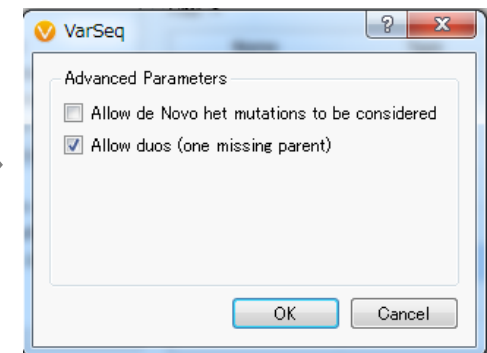 VarSeq
Advanced Parameters
Allow de Novo het mutations to be considered
Allow duos (one missing parent)
OK Cancel